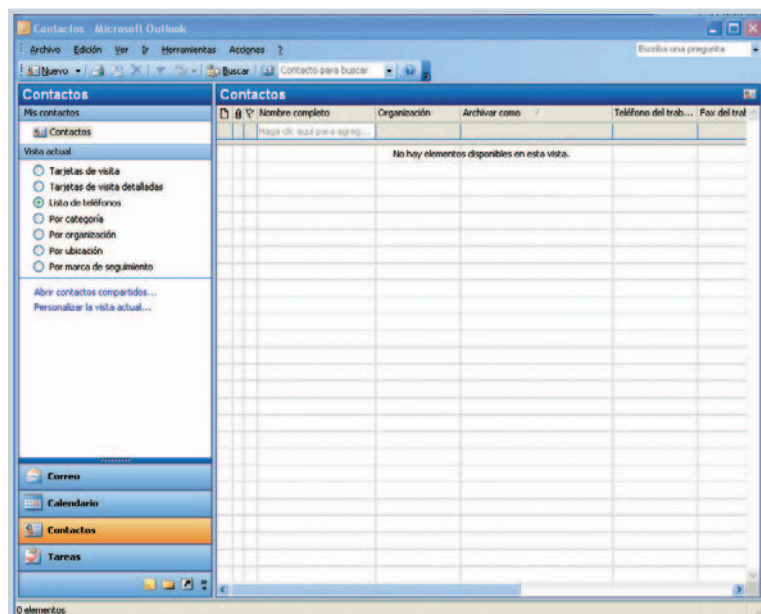 Contactos - Microsoft Outlook
Archivo Edición Ver Ir Herramientas Acciones ?
Escriba una pregunta
Nuevo
Buscar
Contacto para buscar
Contactos
Mis contactos
Contactos
Vista actual
Tarjetas de visita
Tarjetas de visita detalladas
Lista de teléfonos
Por categoría
Por organización
Por ubicación
Por marca de seguimiento
Abrir contactos compartidos...
Personalizar la vista actual...
Correo
Calendario
Contactos
Tareas
Contactos
Nombre completo Organización Archivar como Teléfono del trab... Fax del trab
Haga clic aquí para agreg...
No hay elementos disponibles en esta vista.
0 elementos